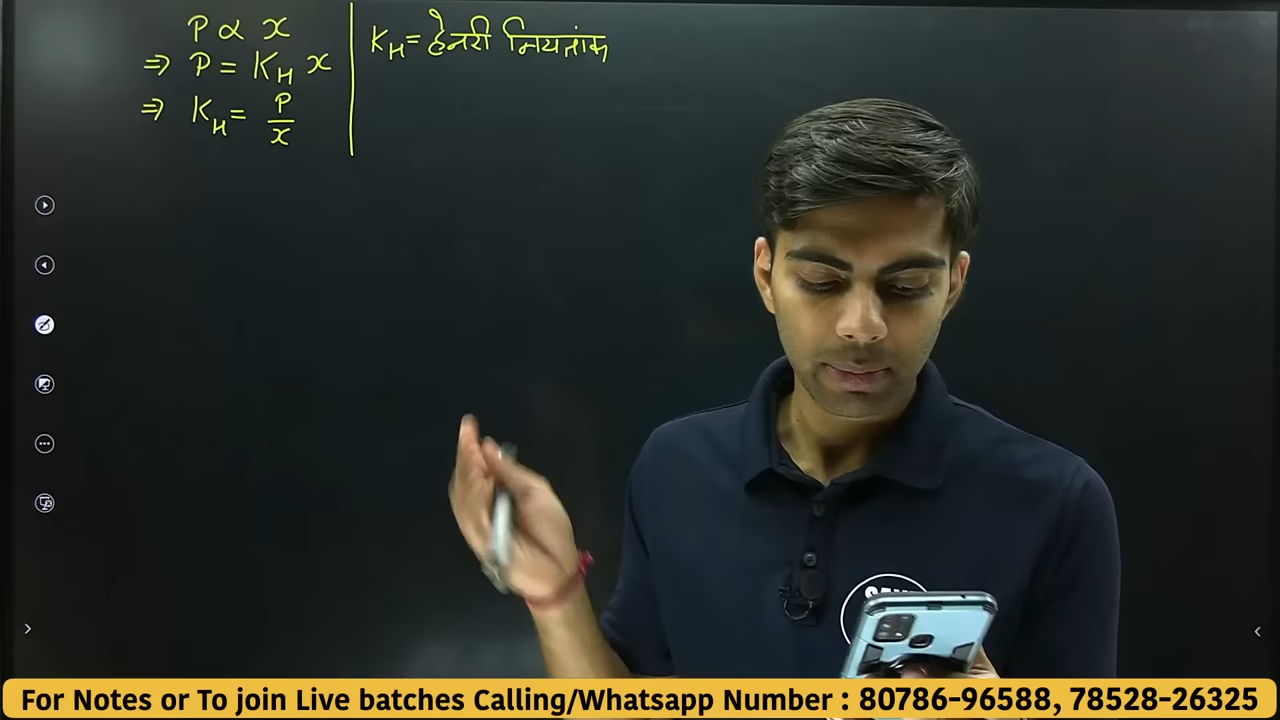 P ∝ x
⇒ P = K_H x
⇒ K_H = P/x
K_H = हेनरी नियतांक
For Notes or To join Live batches Calling/Whatsapp Number : 80786-96588, 78528-26325